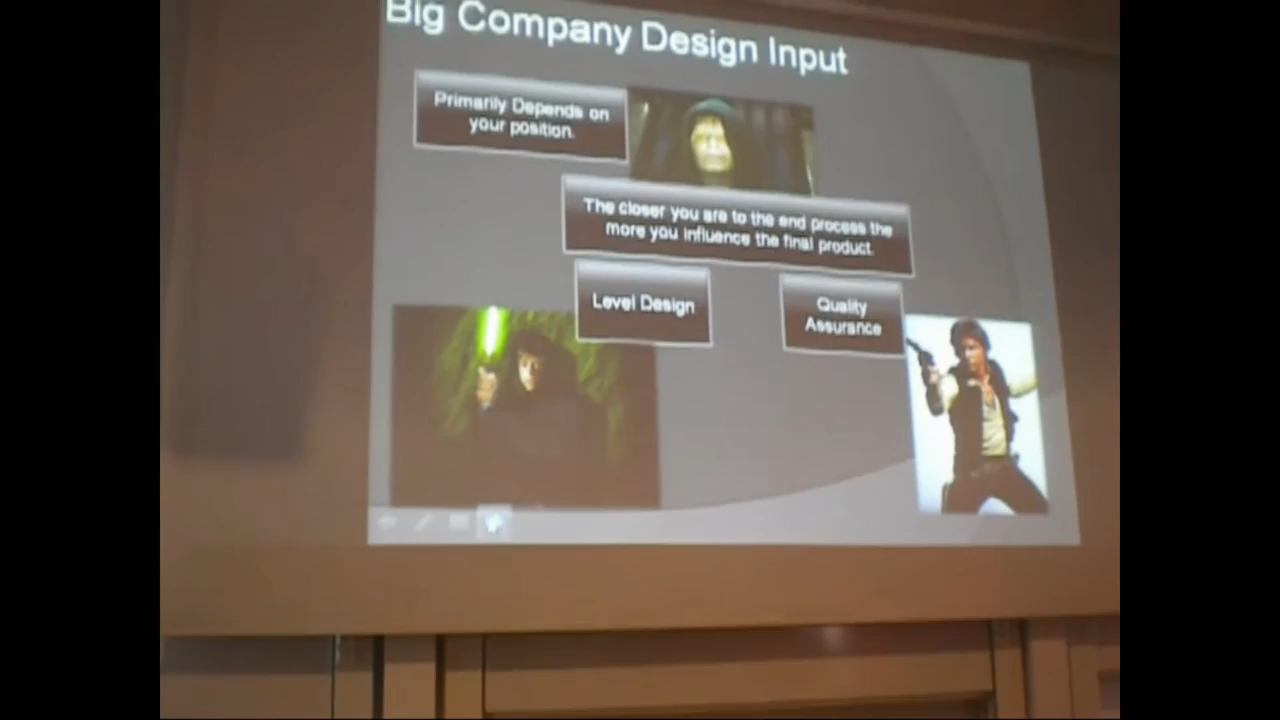 Big Company Design Input
Primarily Depends on
your position.
The closer you are to the end process the
more you influence the final product.
Level Design
Quality
Assurance